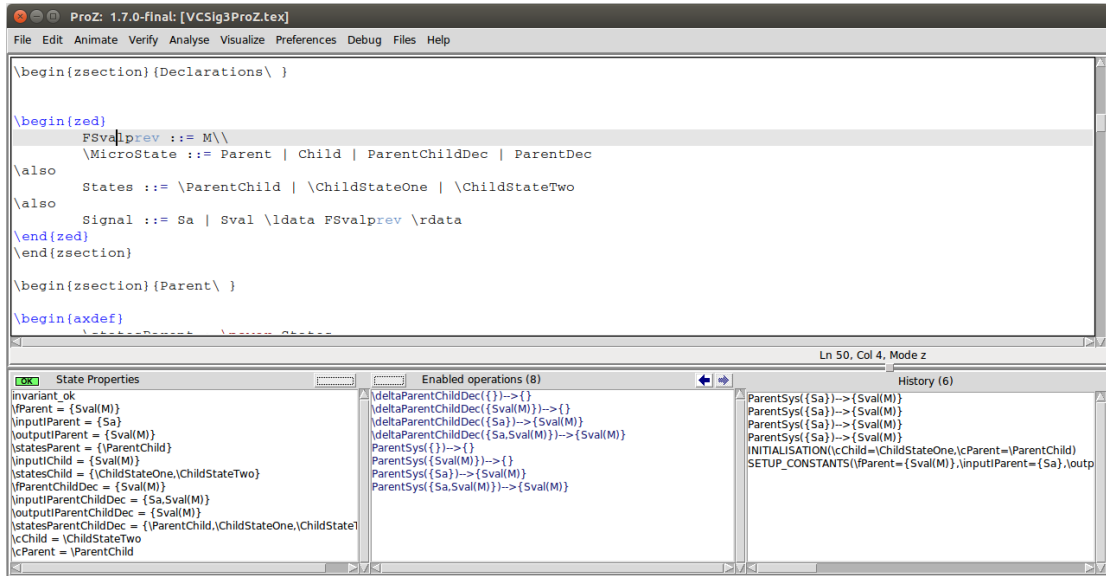 ProZ: 1.7.0-final: [VCSig3ProZ.tex]
File Edit Animate Verify Analyse Visualize Preferences Debug Files Help
\begin{zsection}{Declarations\ }
\begin{zed}
FSvalprev ::= M\\
\MicroState ::= Parent | Child | ParentChildDec | ParentDec
\also
States ::= \ParentChild | \ChildStateOne | \ChildStateTwo
\also
Signal ::= Sa | Sval \ldata FSvalprev \rdata
\end{zed}
\end{zsection}
\begin{zsection}{Parent\ }
\begin{axdef}
Ln 50, Col 4, Mode z
OK State Properties
invariant_ok
\fParent = {Sval(M)}
\inputIParent = {Sa}
\outputIParent = {Sval(M)}
\statesParent = {\ParentChild}
\inputIChild = {Sval(M)}
\statesChild = {\ChildStateOne,\ChildStateTwo}
\fParentChildDec = {Sval(M)}
\inputIParentChildDec = {Sa,Sval(M)}
\outputIParentChildDec = {Sval(M)}
\statesParentChildDec = {\ParentChild,\ChildStateOne,\ChildStateT
\cChild = \ChildStateTwo
\cParent = \ParentChild
Enabled operations (8)
\deltaParentChildDec({})-->{}
\deltaParentChildDec({Sval(M)})-->{}
\deltaParentChildDec({Sa})-->{Sval(M)}
\deltaParentChildDec({Sa,Sval(M)})-->{Sval(M)}
ParentSys({})-->{}
ParentSys({Sval(M)})-->{}
ParentSys({Sa})-->{Sval(M)}
ParentSys({Sa,Sval(M)})-->{Sval(M)}
History (6)
ParentSys({Sa})-->{Sval(M)}
ParentSys({Sa})-->{Sval(M)}
ParentSys({Sa})-->{Sval(M)}
ParentSys({Sa})-->{Sval(M)}
INITIALISATION(\cChild=\ChildStateOne,\cParent=\ParentChild)
SETUP_CONSTANTS(\fParent={Sval(M)},\inputIParent={Sa},\outp